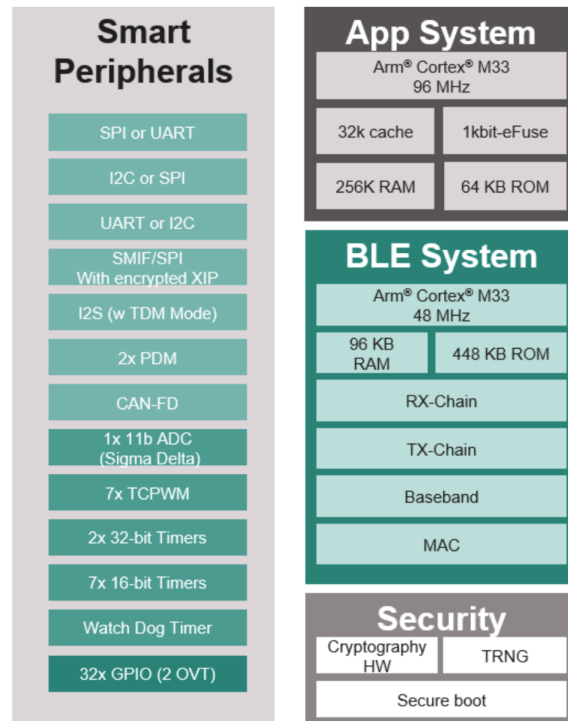 Smart
Peripherals
SPI or UART
I2C or SPI
UART or I2C
SMIF/SPI
With encrypted XIP
I2S (w TDM Mode)
2x PDM
CAN-FD
1x 11b ADC
(Sigma Delta)
7x TCPWM
2x 32-bit Timers
7x 16-bit Timers
Watch Dog Timer
32x GPIO (2 OVT)
App System
Arm® Cortex® M33
96 MHz
32k cache
1kbit-eFuse
256K RAM
64 KB ROM
BLE System
Arm® Cortex® M33
48 MHz
96 KB
RAM
448 KB ROM
RX-Chain
TX-Chain
Baseband
MAC
Security
Cryptography
HW
TRNG
Secure boot